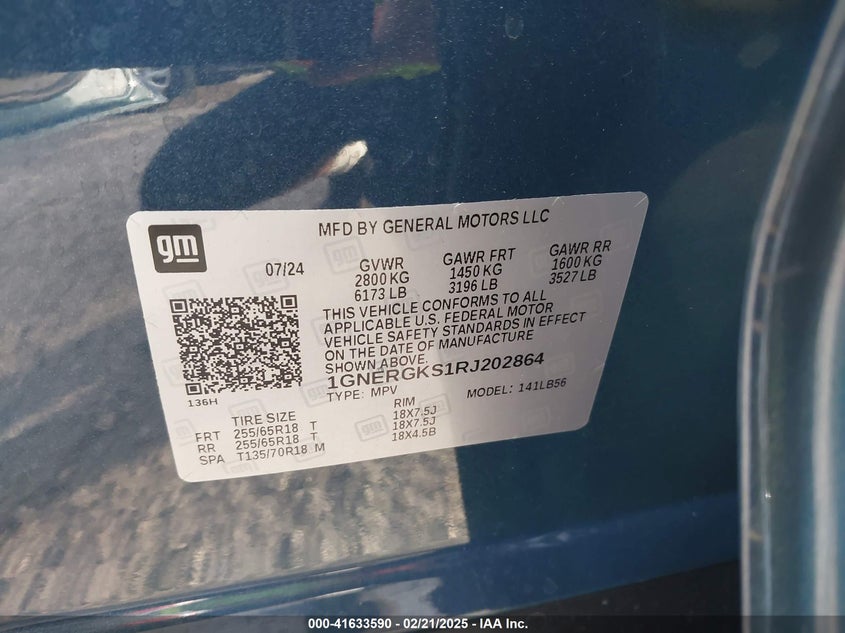 gm
MFD BY GENERAL MOTORS LLC
07/24
GVWR GAWR FRT GAWR RR
2800 KG 1450 KG 1600 KG
6173 LB 3196 LB 3527 LB
THIS VEHICLE CONFORMS TO ALL
APPLICABLE U.S. FEDERAL MOTOR
VEHICLE SAFETY STANDARDS IN EFFECT
ON THE DATE OF MANUFACTURE
SHOWN ABOVE.
1GNERGKS1RJ202864
TYPE: MPV MODEL: 141LB56
136H
TIRE SIZE RIM
FRT 255/65R18 T 18X7.5J
RR 255/65R18 T 18X7.5J
SPA T135/70R18 M 18X4.5B
000-41633590 - 02/21/2025 - IAA Inc.